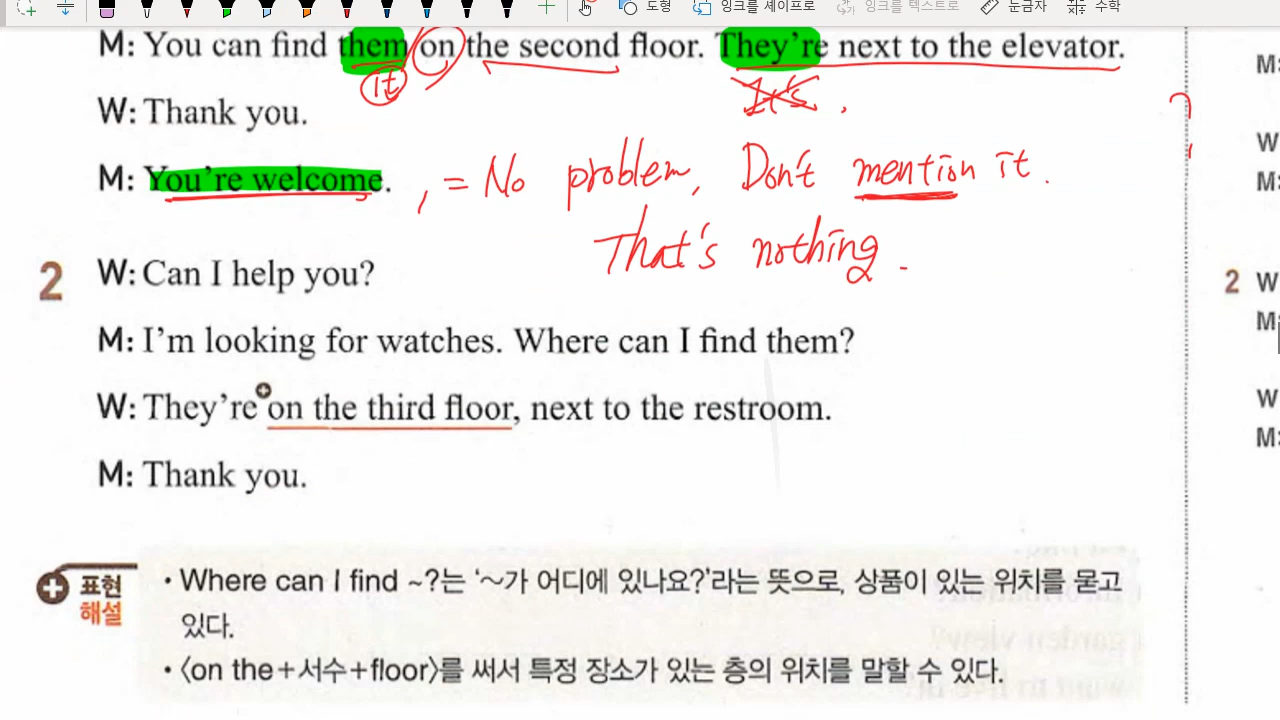 도형 잉크를 셰이프로 잉크를 텍스트로 눈금자 수학
M: You can find them on the second floor. They're next to the elevator.
it It's .
W: Thank you.
M: You're welcome. , = No problem, Don't mention it.
That's nothing.
2 W: Can I help you?
M: I'm looking for watches. Where can I find them?
W: They're on the third floor, next to the restroom.
M: Thank you.
표현
해설
• Where can I find ~?는 '~가 어디에 있나요?'라는 뜻으로, 상품이 있는 위치를 묻고
있다.
• 〈on the+서수+floor〉를 써서 특정 장소가 있는 층의 위치를 말할 수 있다.
M:
W
M:
2 W
M:
W
M: